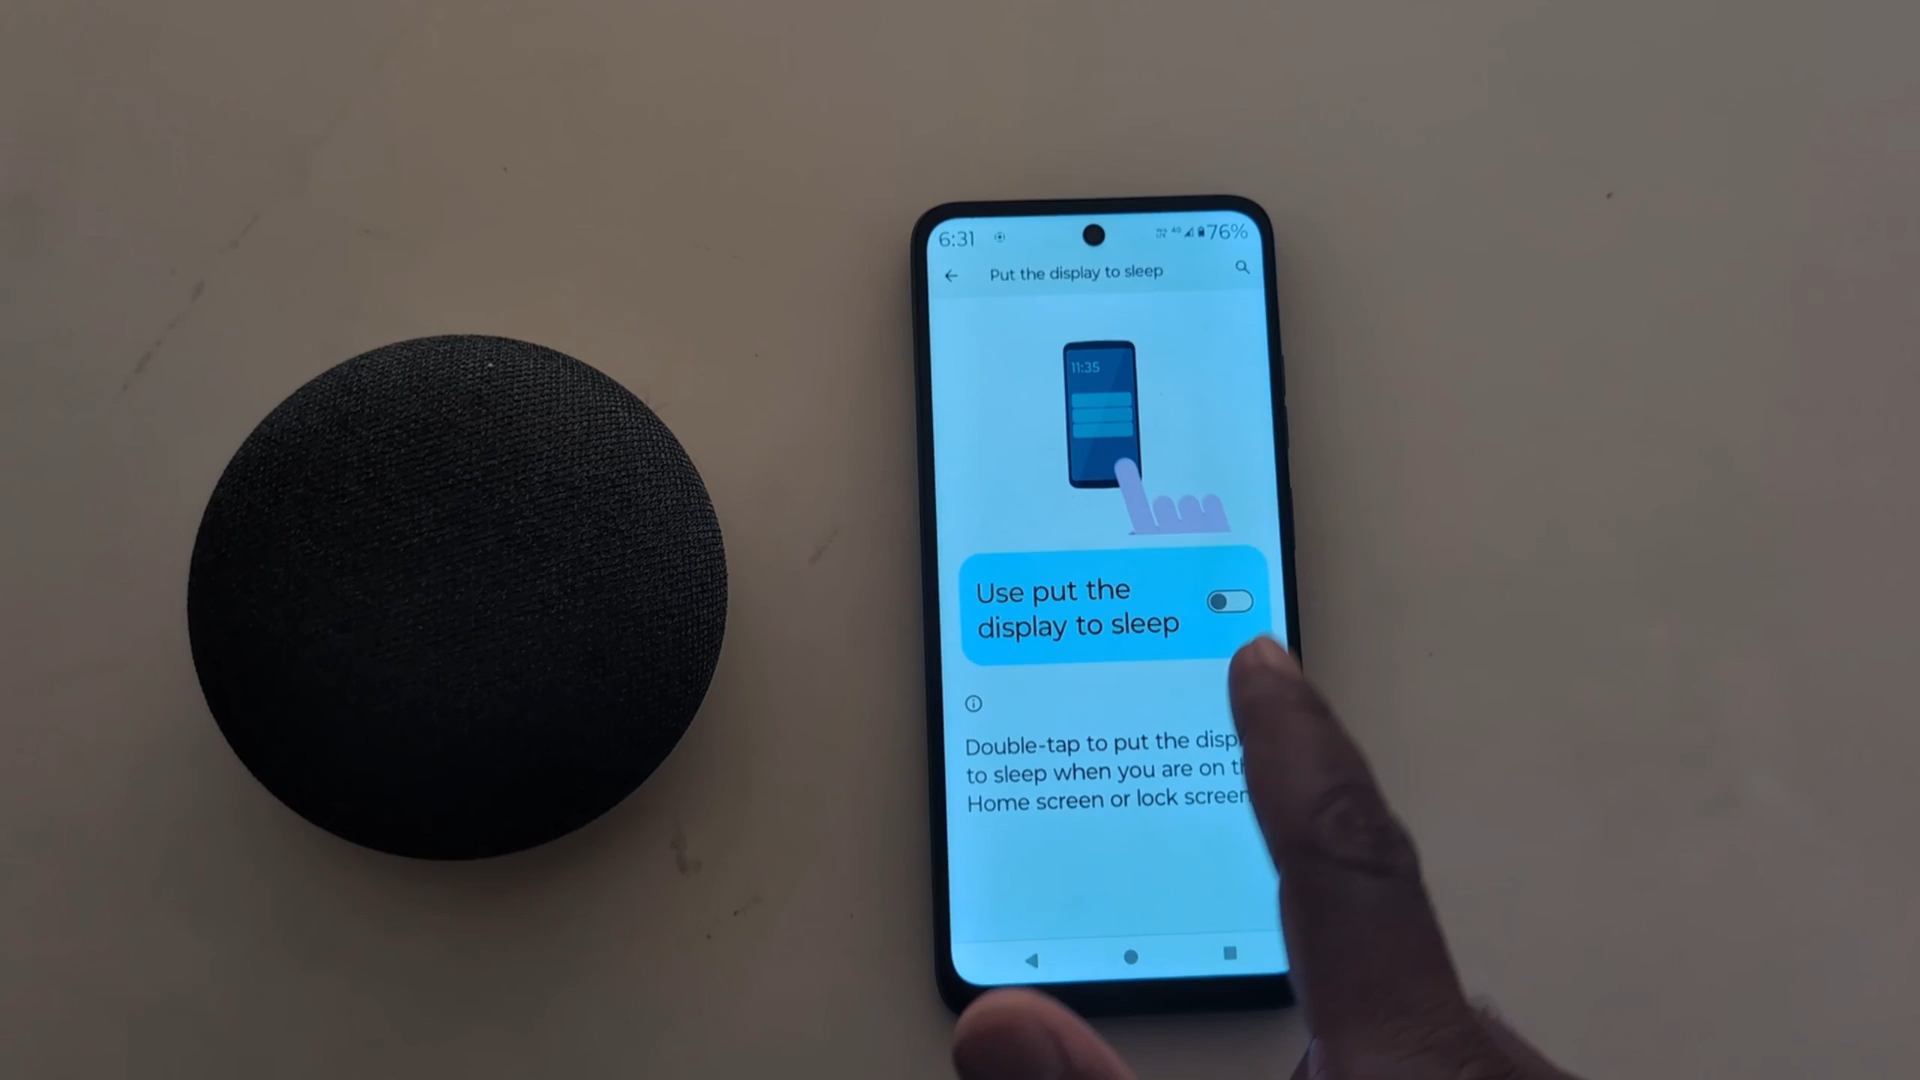 6:31 76%
Put the display to sleep
11:35
Use put the
display to sleep
Double-tap to put the disp
to sleep when you are on
Home screen or lock screen